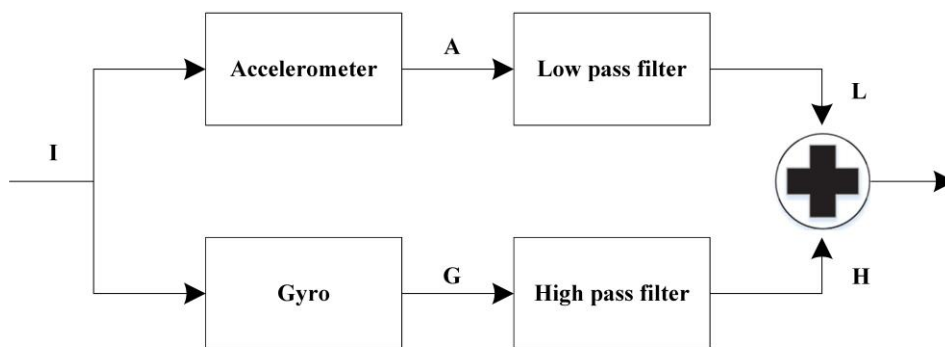 A
Accelerometer
Low pass filter
L
I
G
Gyro
High pass filter
H